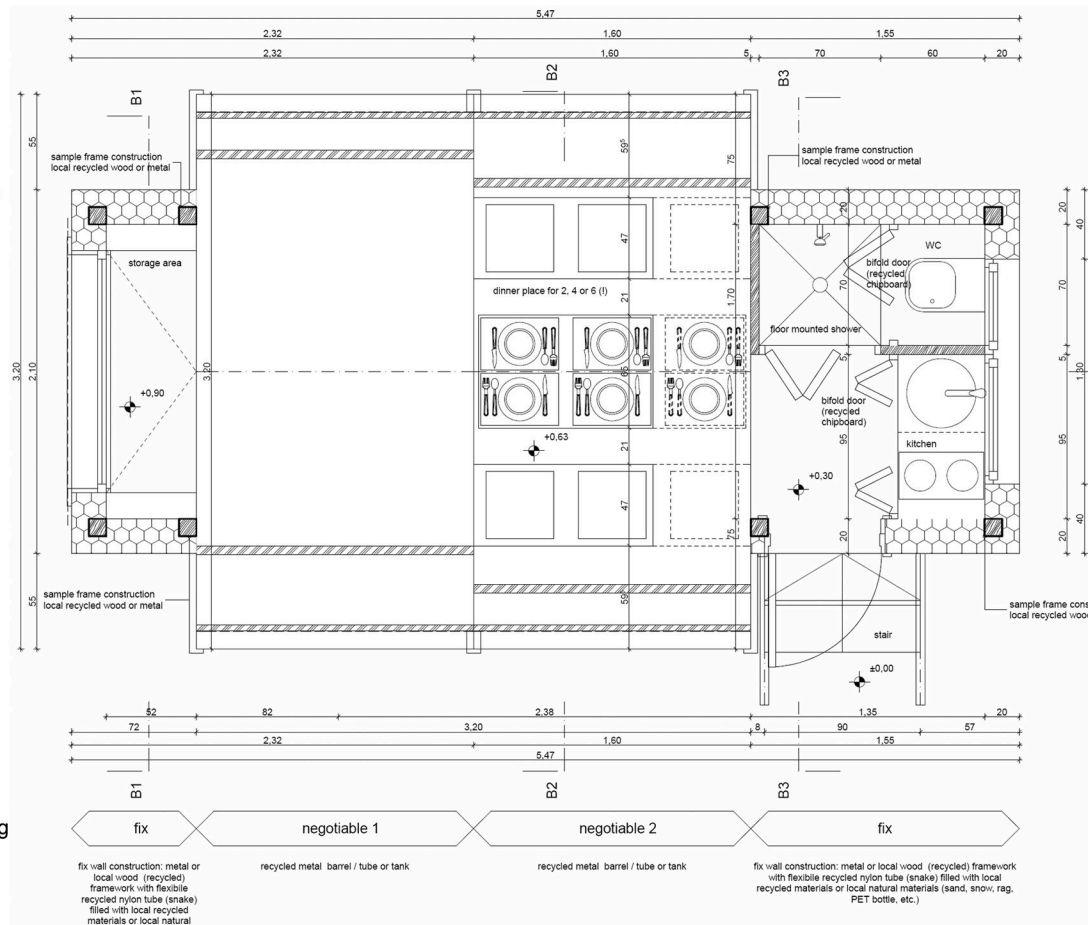 5,47
2,32 1,60 1,55
2,32 1,60 5 70 60 20
B1 B2 B3
55
59⁵
75
sample frame construction
local recycled wood or metal
sample frame construction
local recycled wood or metal
20
20
40
47
WC
bifold door
(recycled
chipboard)
storage area
70
70
70
dinner place for 2, 4 or 6 (!)
21
1,70
floor mounted shower
3,20
2,10
3,20
65
5
5
1,30
+0,90
bifold door
(recycled
chipboard)
+0,63
21
95
95
95
kitchen
+0,30
47
75
20
20
40
55
59⁵
sample frame construction
local recycled wood or metal
sample frame cons
local recycled wood
stair
±0,00
52 82 2,38 1,35 20
72 3,20 8 90 57
2,32 1,60 1,55
5,47
B1 B2 B3
g
fix negotiable 1 negotiable 2 fix
fix wall construction: metal or
local wood (recycled)
framework with flexibile
recycled nylon tube (snake)
filled with local recycled
materials or local natural
recycled metal barrel / tube or tank
recycled metal barrel / tube or tank
fix wall construction: metal or local wood (recycled) framework
with flexibile recycled nylon tube (snake) filled with local
recycled materials or local natural materials (sand, snow, rag,
PET bottle, etc.)